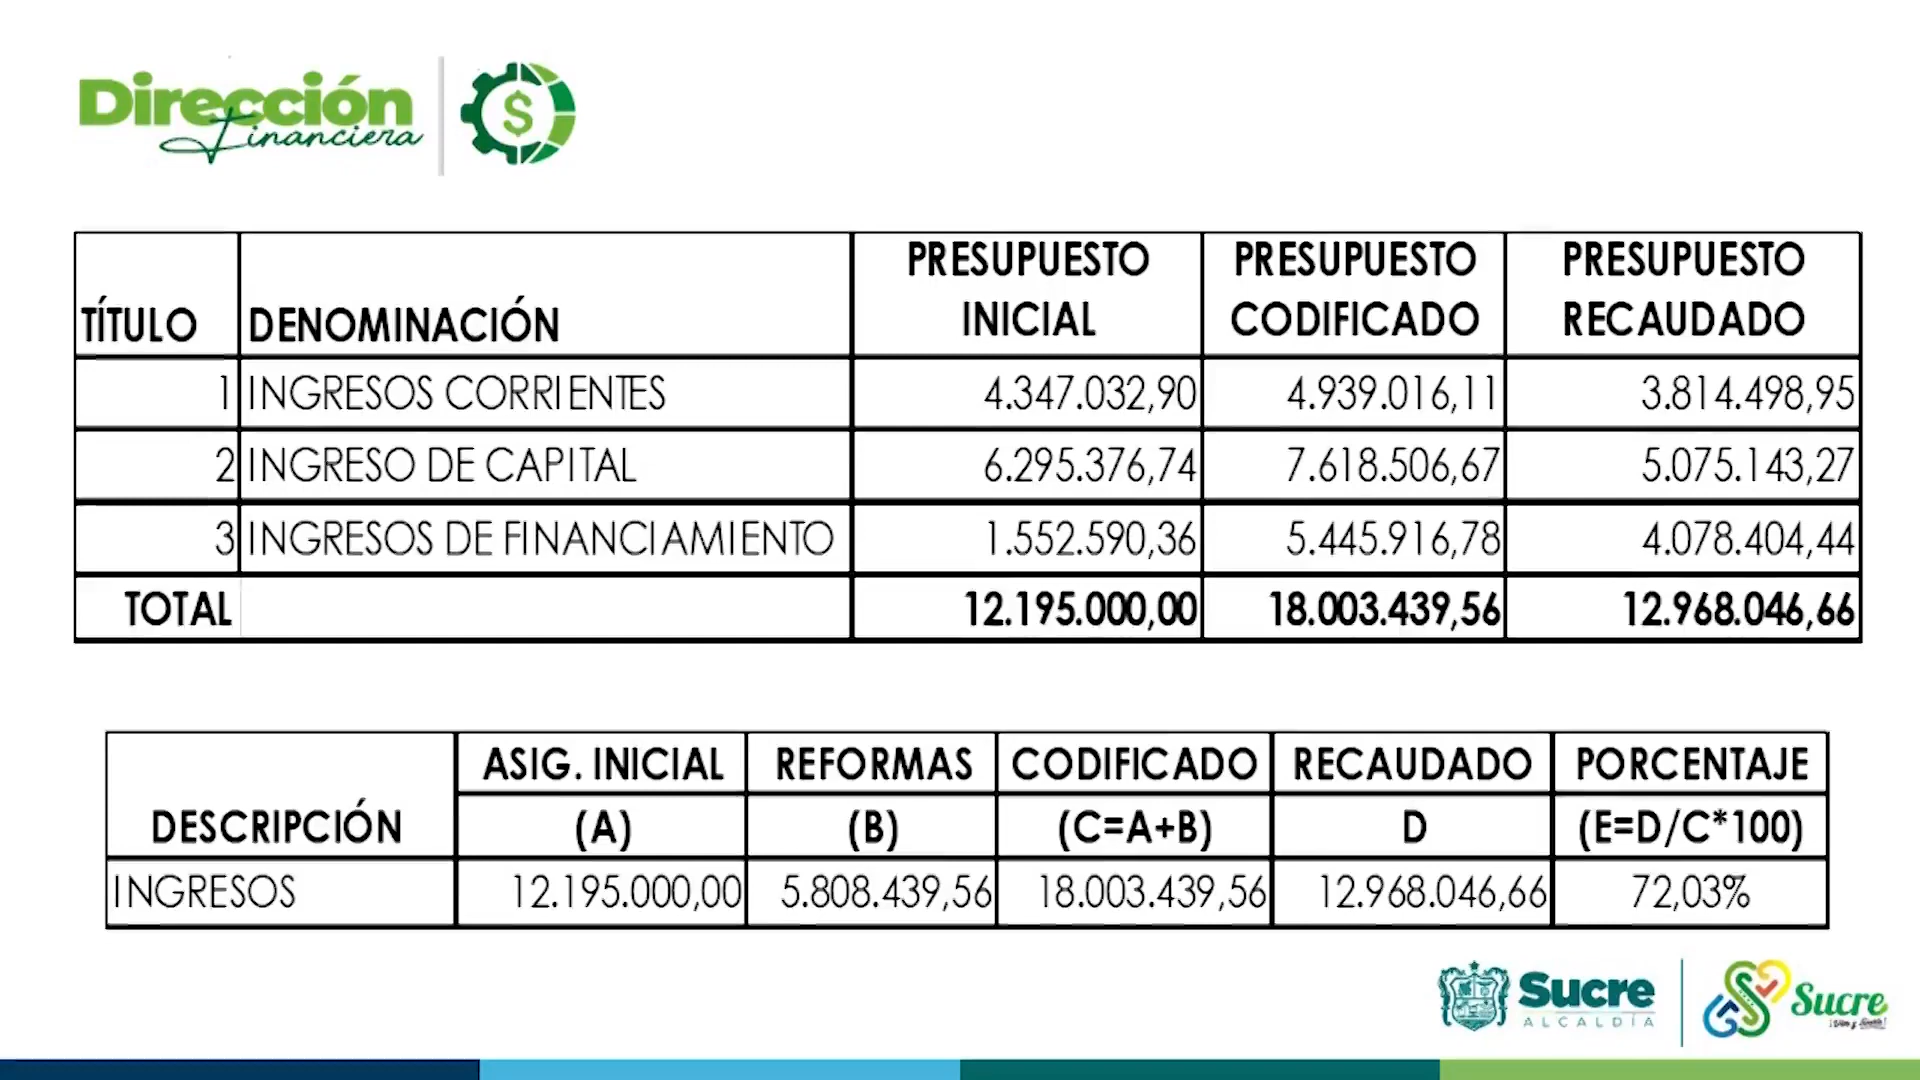 Dirección
Financiera
$
TÍTULO DENOMINACIÓN PRESUPUESTO INICIAL PRESUPUESTO CODIFICADO PRESUPUESTO RECAUDADO
1 INGRESOS CORRIENTES 4.347.032,90 4.939.016,11 3.814.498,95
2 INGRESO DE CAPITAL 6.295.376,74 7.618.506,67 5.075.143,27
3 INGRESOS DE FINANCIAMIENTO 1.552.590,36 5.445.916,78 4.078.404,44
TOTAL 12.195.000,00 18.003.439,56 12.968.046,66
DESCRIPCIÓN ASIG. INICIAL REFORMAS CODIFICADO RECAUDADO PORCENTAJE
(A) (B) (C=A+B) D (E=D/C*100)
INGRESOS 12.195.000,00 5.808.439,56 18.003.439,56 12.968.046,66 72,03%
Sucre
ALCALDÍA
Sucre